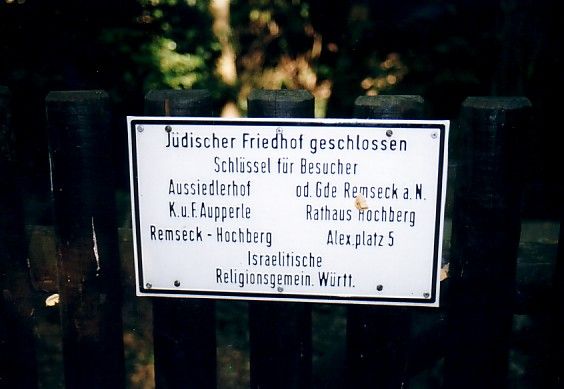 Jüdischer Friedhof geschlossen
Schlüssel für Besucher
Aussiedlerhof od. Gde Remseck a.N.
K.u.F. Aupperle Rathaus Hochberg
Remseck - Hochberg Alex.platz 5
Israelitische
Religionsgemein. Württ.